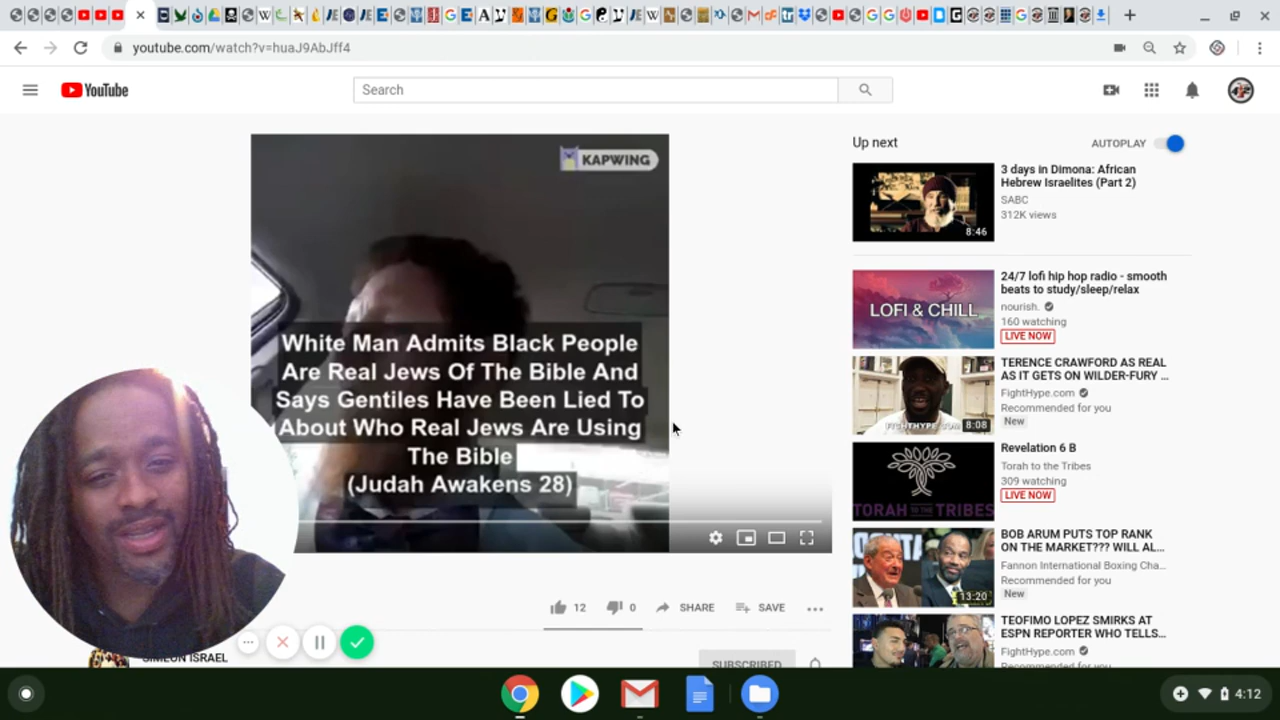 youtube.com/watch?v=huaJ9AbJff4
YouTube
Search
KAPWING
White Man Admits Black People
Are Real Jews Of The Bible And
Says Gentiles Have Been Lied To
About Who Real Jews Are Using
The Bible
(Judah Awakens 28)
12
0
SHARE
SAVE
SIMEON ISRAEL
SUBSCRIBED
Up next
AUTOPLAY
8:46
3 days in Dimona: African
Hebrew Israelites (Part 2)
SABC
312K views
LOFI & CHILL
24/7 lofi hip hop radio - smooth
beats to study/sleep/relax
nourish.
160 watching
LIVE NOW
FIGHTHYPE.COM
8:08
TERENCE CRAWFORD AS REAL
AS IT GETS ON WILDER-FURY ...
FightHype.com
Recommended for you
New
TORAH TO THE TRIBES
Revelation 6 B
Torah to the Tribes
309 watching
LIVE NOW
13:20
BOB ARUM PUTS TOP RANK
ON THE MARKET??? WILL AL...
Fannon International Boxing Cha...
Recommended for you
New
TEOFIMO LOPEZ SMIRKS AT
ESPN REPORTER WHO TELLS...
FightHype.com
Recommended for you
4:12